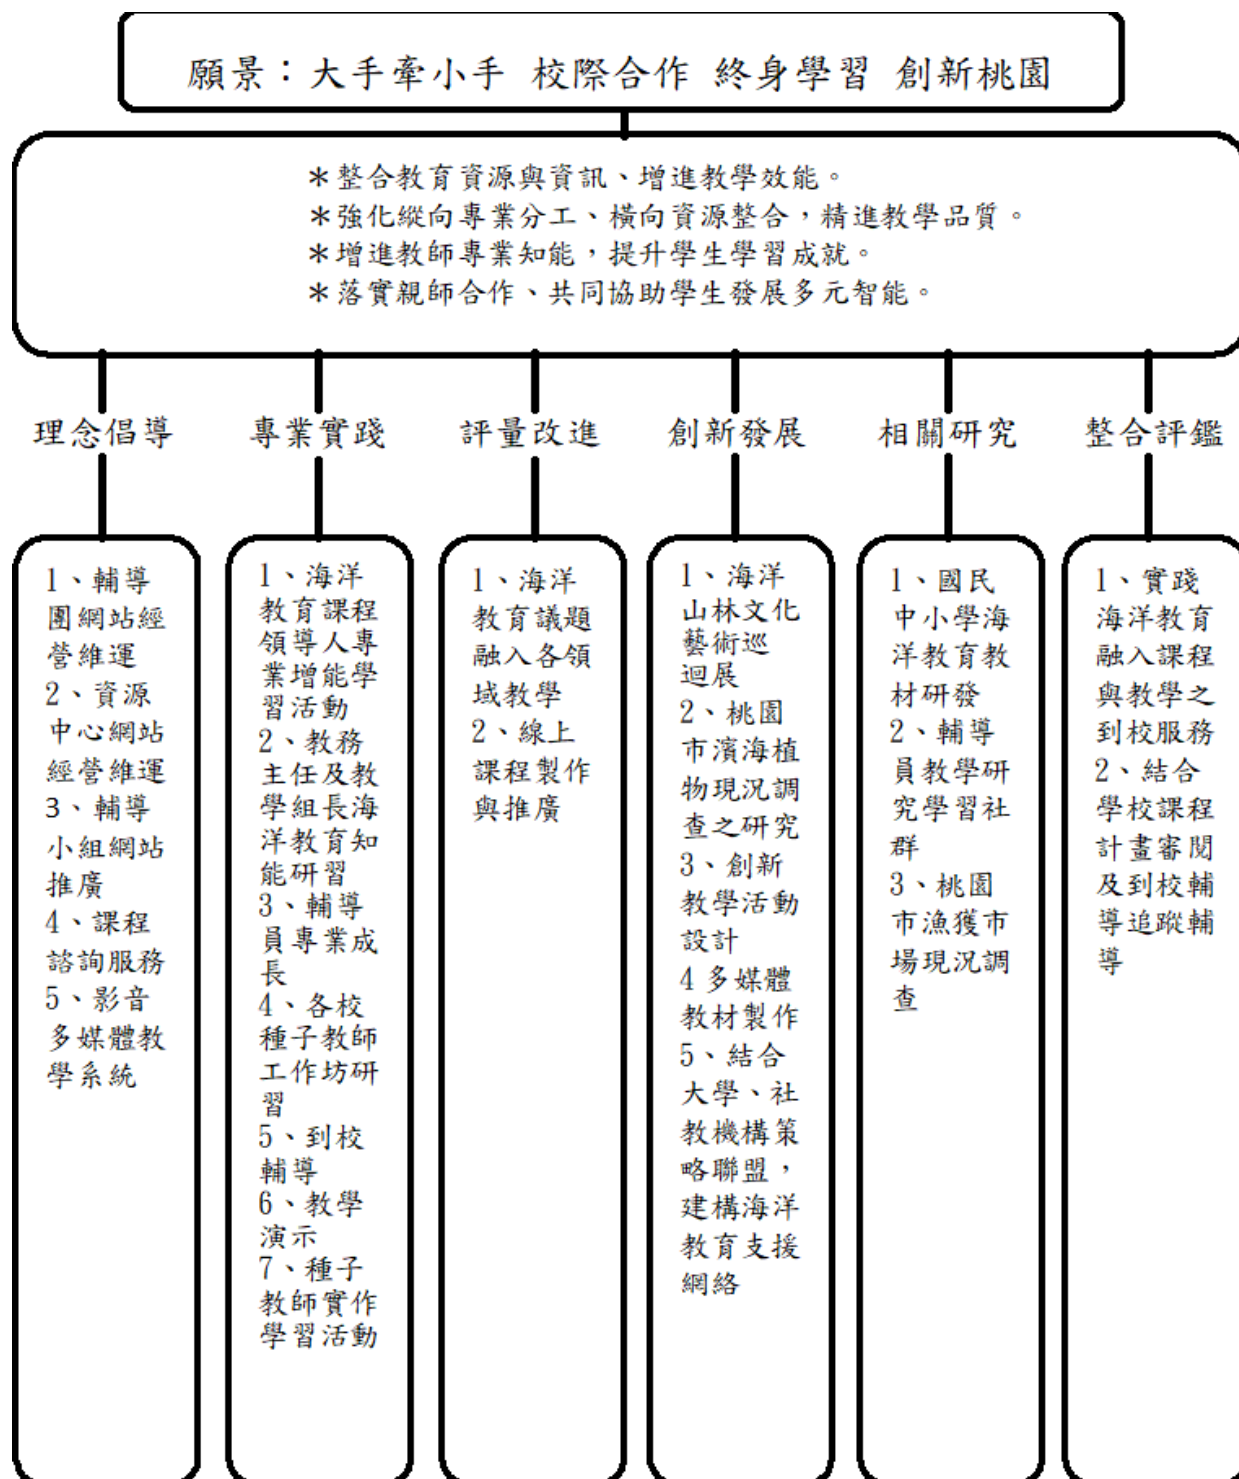 願景：大手牽小手 校際合作 終身學習 創新桃園
＊整合教育資源與資訊、增進教學效能。
＊強化縱向專業分工、橫向資源整合，精進教學品質。
＊增進教師專業知能，提升學生學習成就。
＊落實親師合作、共同協助學生發展多元智能。
理念倡導
1、輔導
團網站經
營維運
2、資源
中心網站
經營維運
3、輔導
小組網站
推廣
4、課程
諮詢服務
5、影音
多媒體教
學系統
專業實踐
1、海洋
教育課程
領導人專
業增能學
習活動
2、教務
主任及教
學組長海
洋教育知
能研習
3、輔導
員專業成
長
4、各校
種子教師
工作坊研
習
5、到校
輔導
6、教學
演示
7、種子
教師實作
學習活動
評量改進
1、海洋
教育議題
融入各領
域教學
2、線上
課程製作
與推廣
創新發展
1、海洋
山林文化
藝術巡
迴展
2、桃園
市濱海植
物現況調
查之研究
3、創新
教學活動
設計
4 多媒體
教材製作
5、結合
大學、社
教機構策
略聯盟，
建構海洋
教育支援
網絡
相關研究
1、國民
中小學海
洋教育教
材研發
2、輔導
員教學研
究學習社
群
3、桃園
市漁獲市
場現況調
查
整合評鑑
1、實踐
海洋教育
融入課程
與教學之
到校服務
2、結合
學校課程
計畫審閱
及到校輔
導追蹤輔
導